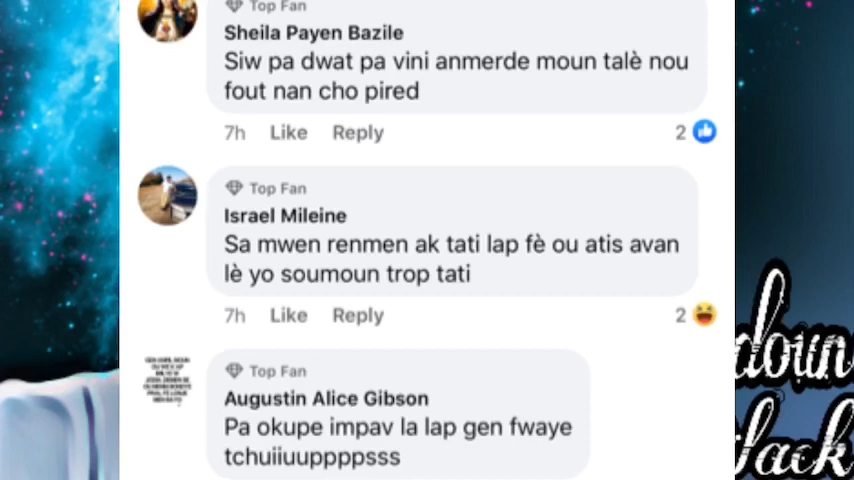 Top Fan
Sheila Payen Bazile
Siw pa dwat pa vini anmerde moun talè nou
fout nan cho pired
7h Like Reply 2
Top Fan
Israel Mileine
Sa mwen renmen ak tati lap fè ou atis avan
lè yo soumoun trop tati
7h Like Reply 2
Top Fan
Augustin Alice Gibson
Pa okupe impav la lap gen fwaye
tchuiiuuppppsss
doun
lack